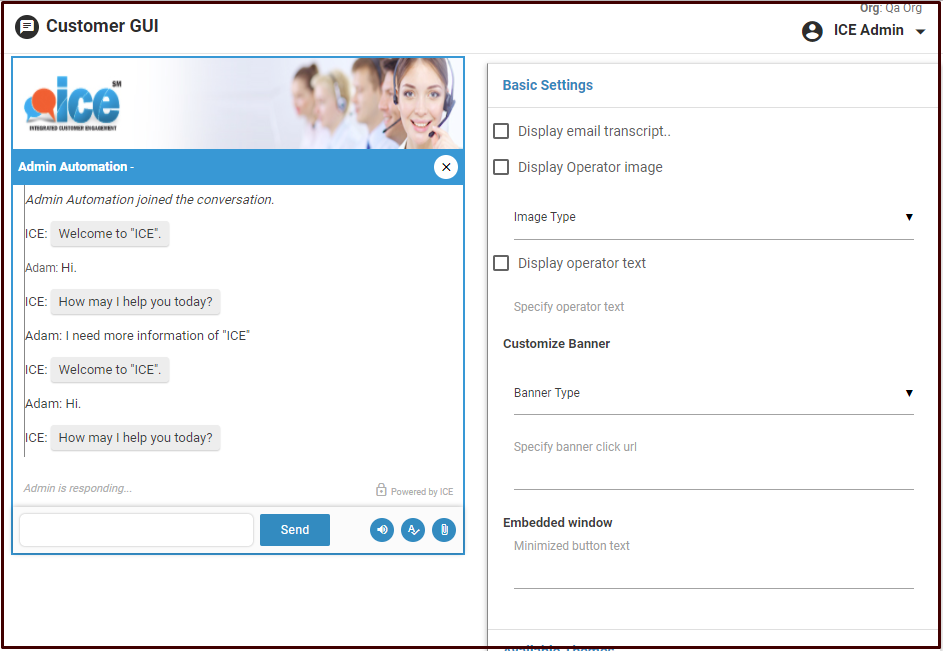 Org: Qa Org
Customer GUI
ICE Admin
ice SM
INTEGRATED CUSTOMER ENGAGEMENT
Admin Automation -
Admin Automation joined the conversation.
ICE: Welcome to "ICE".
Adam: Hi.
ICE: How may I help you today?
Adam: I need more information of "ICE"
ICE: Welcome to "ICE".
Adam: Hi.
ICE: How may I help you today?
Admin is responding...
Powered by ICE
Send
Basic Settings
Display email transcript..
Display Operator image
Image Type
Display operator text
Specify operator text
Customize Banner
Banner Type
Specify banner click url
Embedded window
Minimized button text
Available Themes